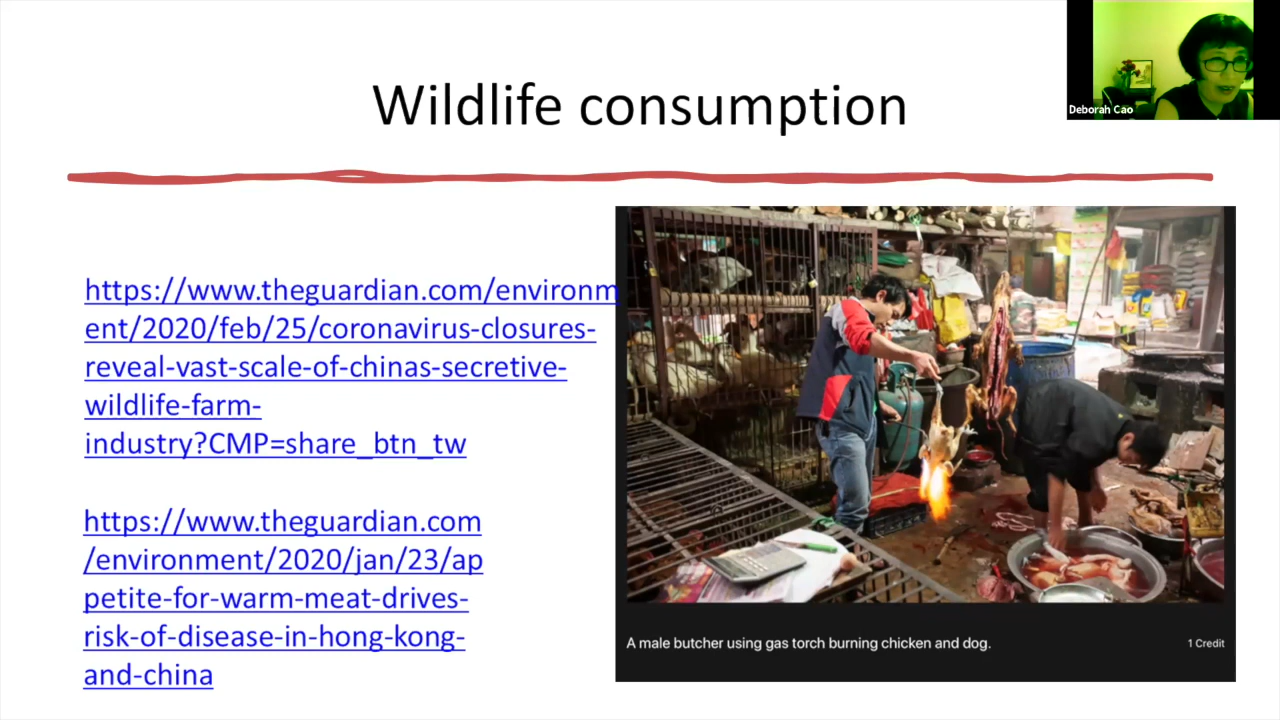 Wildlife consumption
Deborah Cao
https://www.theguardian.com/environm
ent/2020/feb/25/coronavirus-closures-
reveal-vast-scale-of-chinas-secretive-
wildlife-farm-
industry?CMP=share_btn_tw
https://www.theguardian.com
/environment/2020/jan/23/ap
petite-for-warm-meat-drives-
risk-of-disease-in-hong-kong-
and-china
A male butcher using gas torch burning chicken and dog.
1 Credit